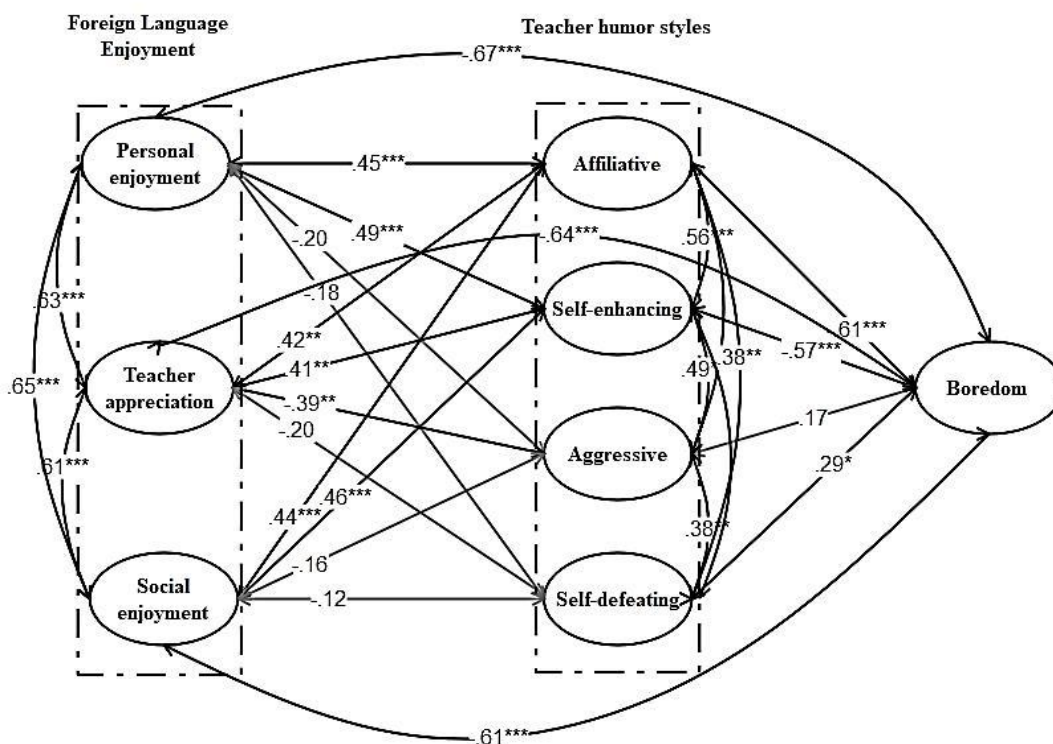 Foreign Language
Enjoyment
Teacher humor styles
-.67***
Personal
enjoyment
.45***
Affiliative
.49***
-.20
-.64***
.56***
-.18
Self-enhancing
.63***
.42**
.61***
-.57***
Teacher
appreciation
.41**
.49*
.38**
Boredom
.65***
-.39**
.17
-.20
Aggressive
.29*
.61***
.46***
.44***
.38**
-.16
Social
enjoyment
-.12
Self-defeating
-.61***